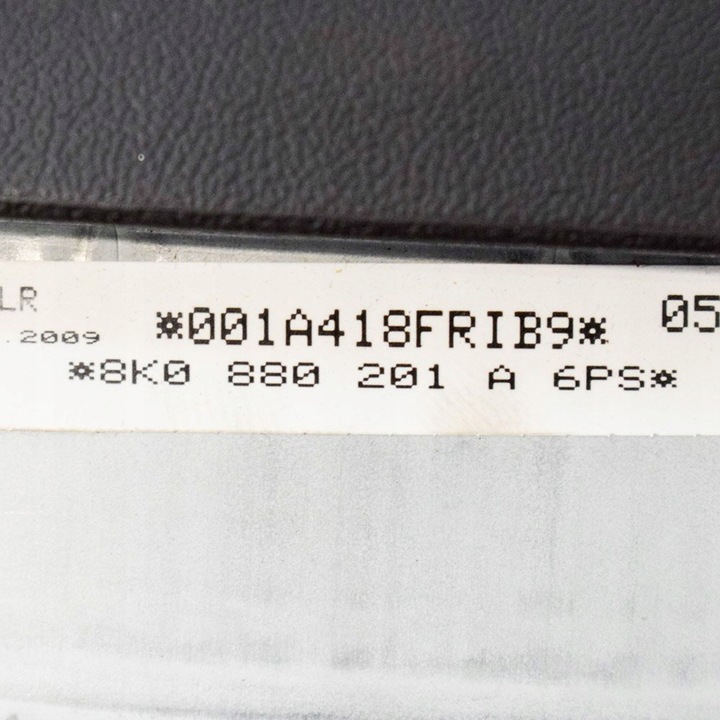 LR
*001A418FRIB9*
05
.2009
*8K0 880 201 A 6PS*